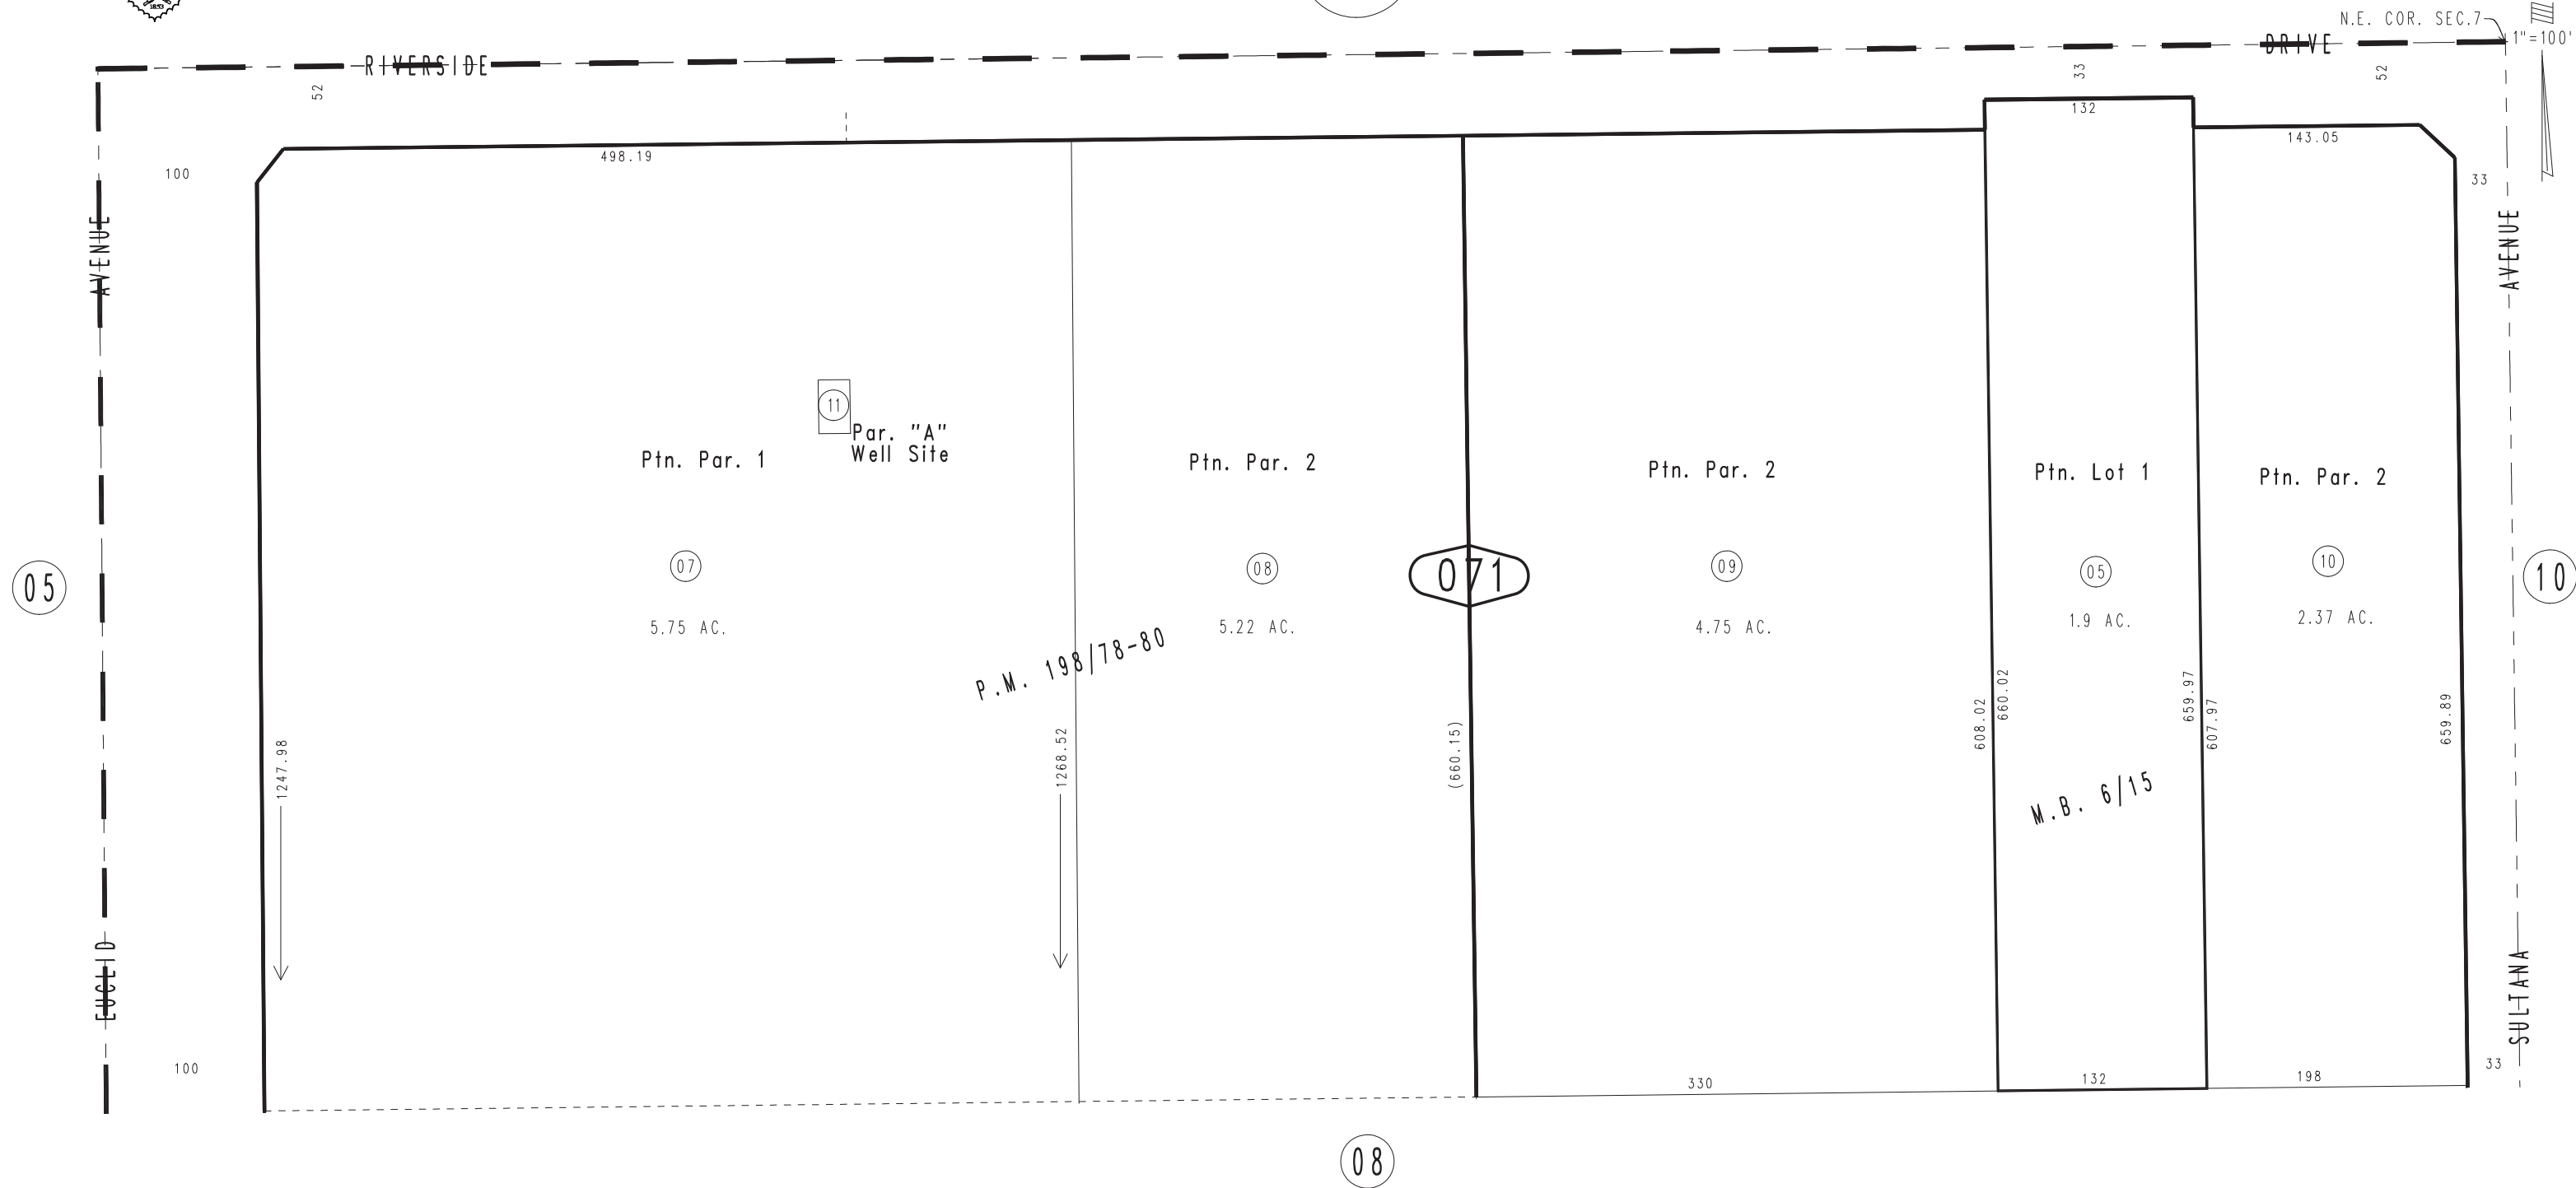 1853
N.E. COR. SEC.7
1"=100'
RIVERSIDE
DRIVE
52
33
52
132
498.19
143.05
100
33
AVENUE
AVENUE
11
Par. "A"
Well Site
Ptn. Par. 1
Ptn. Par. 2
Ptn. Par. 2
Ptn. Lot 1
Ptn. Par. 2
05
07
08
071
09
05
10
10
5.75 AC.
5.22 AC.
4.75 AC.
1.9 AC.
2.37 AC.
P.M. 198/78-80
1247.98
1268.52
(660.15)
608.02
660.02
659.97
607.97
659.89
M.B. 6/15
EUCLID
SULTANA
100
330
132
198
33
08